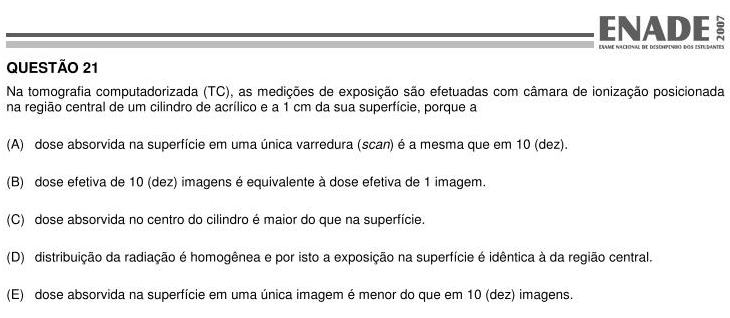 ENADE 2007
EXAME NACIONAL DE DESEMPENHO DOS ESTUDANTES
QUESTÃO 21
Na tomografia computadorizada (TC), as medições de exposição são efetuadas com câmara de ionização posicionada
na região central de um cilindro de acrílico e a 1 cm da sua superfície, porque a
(A) dose absorvida na superfície em uma única varredura (scan) é a mesma que em 10 (dez).
(B) dose efetiva de 10 (dez) imagens é equivalente à dose efetiva de 1 imagem.
(C) dose absorvida no centro do cilindro é maior do que na superfície.
(D) distribuição da radiação é homogênea e por isto a exposição na superfície é idêntica à da região central.
(E) dose absorvida na superfície em uma única imagem é menor do que em 10 (dez) imagens.